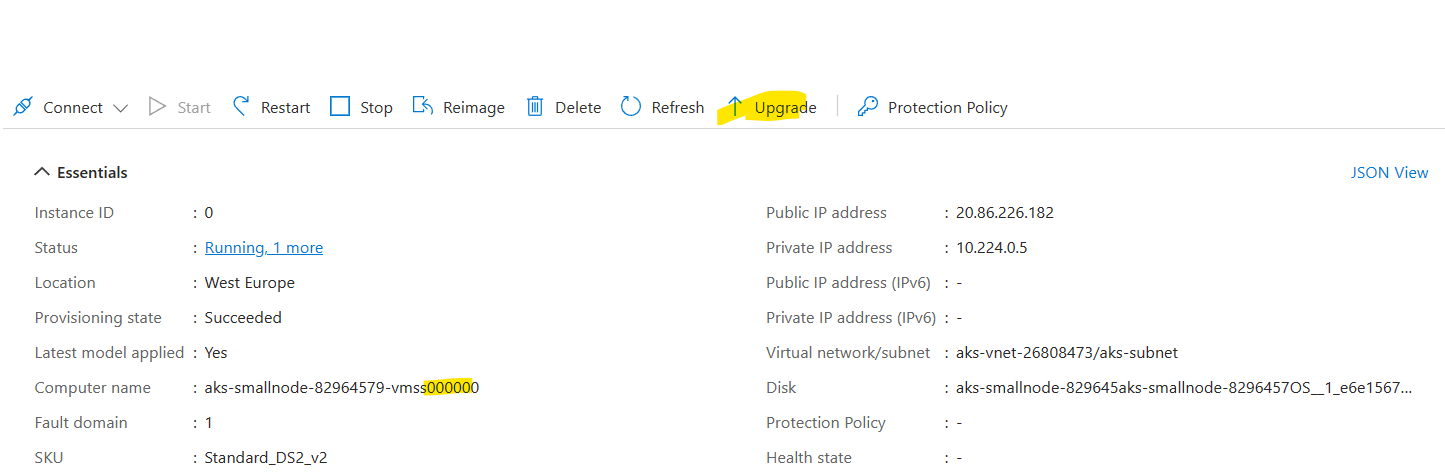 Connect Start Restart Stop Reimage Delete Refresh Upgrade Protection Policy
Essentials JSON View
Instance ID : 0 Public IP address : 20.86.226.182
Status : Running, 1 more Private IP address : 10.224.0.5
Location : West Europe Public IP address (IPv6) : -
Provisioning state : Succeeded Private IP address (IPv6) : -
Latest model applied : Yes Virtual network/subnet : aks-vnet-26808473/aks-subnet
Computer name : aks-smallnode-82964579-vmss000000 Disk : aks-smallnode-829645aks-smallnode-8296457OS__1_e6e1567...
Fault domain : 1 Protection Policy : -
SKU : Standard_DS2_v2 Health state : -